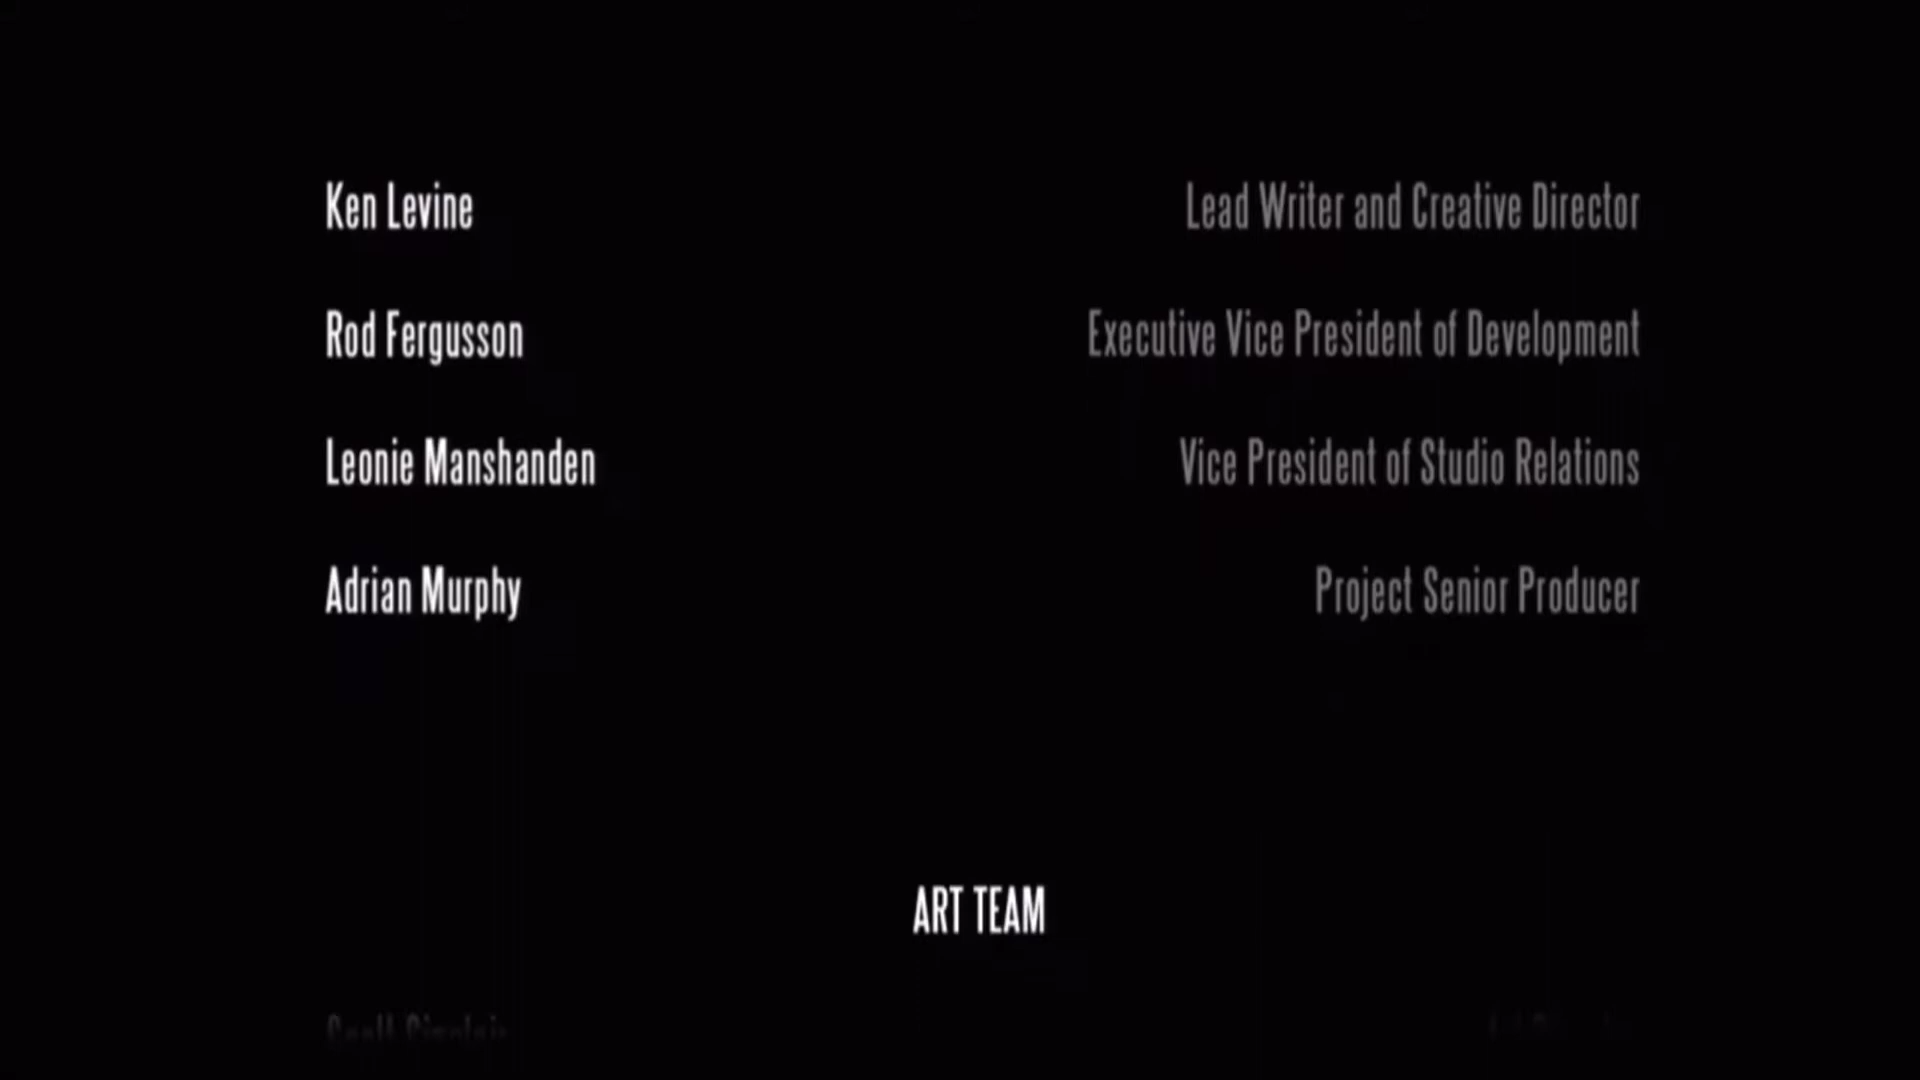 Ken Levine Lead Writer and Creative Director
Rod Fergusson Executive Vice President of Development
Leonie Manshanden Vice President of Studio Relations
Adrian Murphy Project Senior Producer
ART TEAM